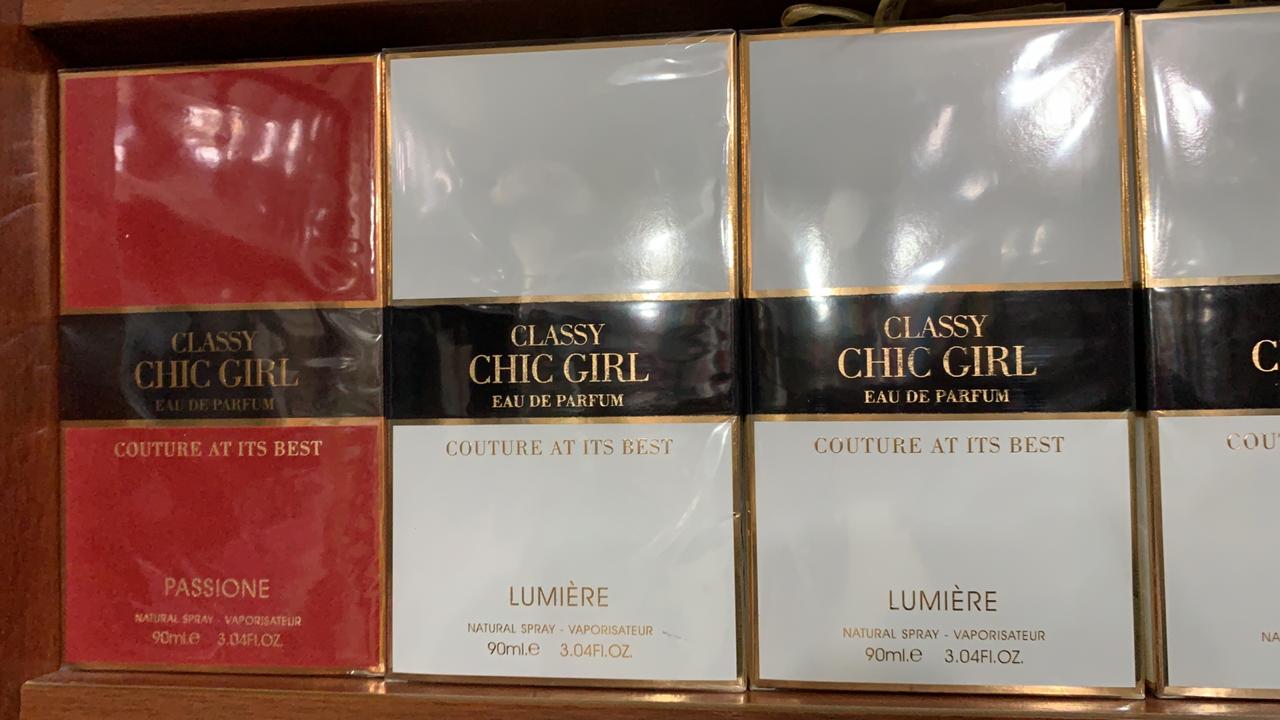 CLASSY
CHIC GIRL
EAU DE PARFUM
COUTURE AT ITS BEST
PASSIONE
NATURAL SPRAY - VAPORISATEUR
90ml.e 3.04Fl.OZ.
CLASSY
CHIC GIRL
EAU DE PARFUM
COUTURE AT ITS BEST
LUMIÈRE
NATURAL SPRAY - VAPORISATEUR
90ml.e 3.04Fl.OZ.
CLASSY
CHIC GIRL
EAU DE PARFUM
COUTURE AT ITS BEST
LUMIÈRE
NATURAL SPRAY - VAPORISATEUR
90ml.e 3.04Fl.OZ.